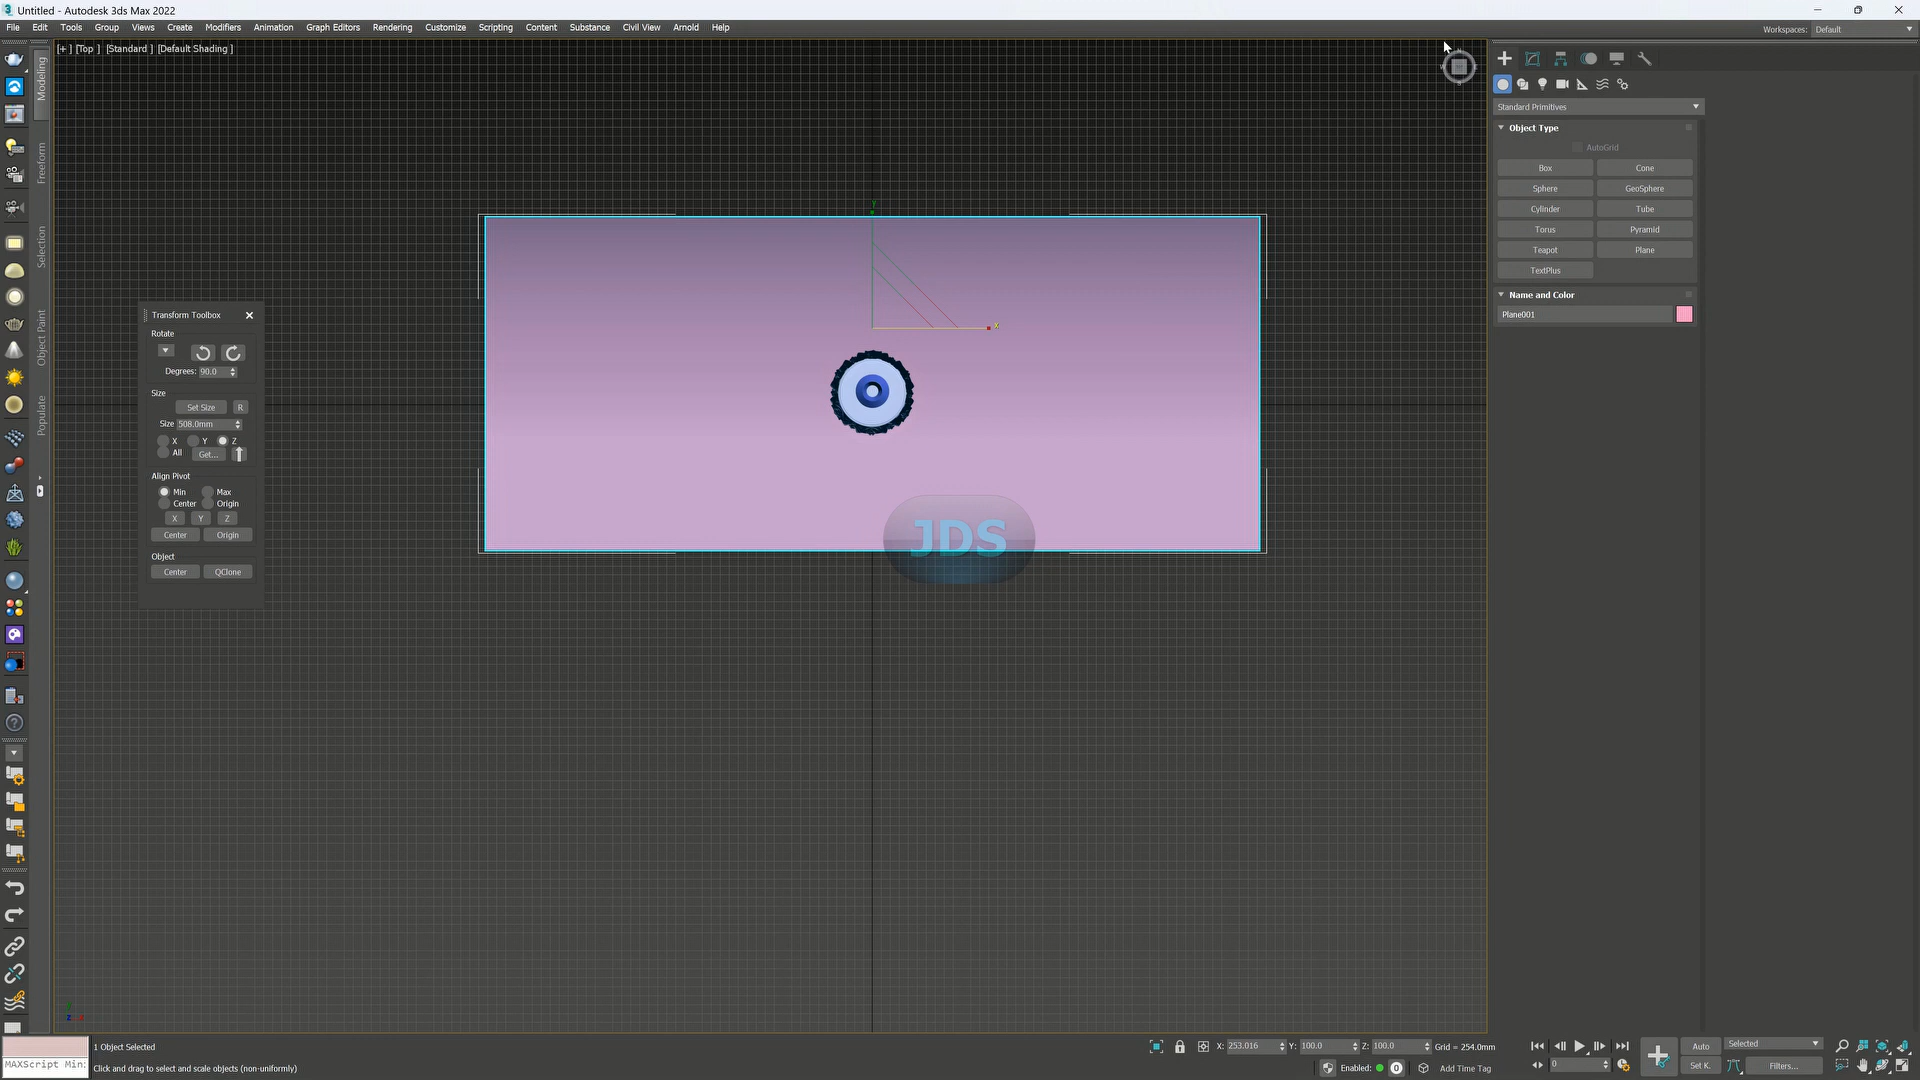 Untitled - Autodesk 3ds Max 2022
File Edit Tools Group Views Create Modifiers Animation Graph Editors Rendering Customize Scripting Content Substance Civil View Arnold Help
Workspaces: Default
[+] [Top ] [Standard ] [Default Shading ]
Modeling
Freeform
Selection
Object Paint
Populate
Standard Primitives
Object Type
AutoGrid
Box Cone
Sphere GeoSphere
Cylinder Tube
Torus Pyramid
Teapot Plane
TextPlus
Name and Color
Plane001
Y
x
JDS
Transform Toolbox
Rotate
Degrees: 90.0
Size
Set Size R
Size 508.0mm
X Y Z
All Get...
Align Pivot
Min Max
Center Origin
X Y Z
Center Origin
Object
Center QClone
MAXScript Min:
1 Object Selected
Click and drag to select and scale objects (non-uniformly)
X: 253.016 Y: 100.0 Z: 100.0 Grid = 254.0mm
Enabled: 0 Add Time Tag
0
Auto Selected
Set K. Filters...